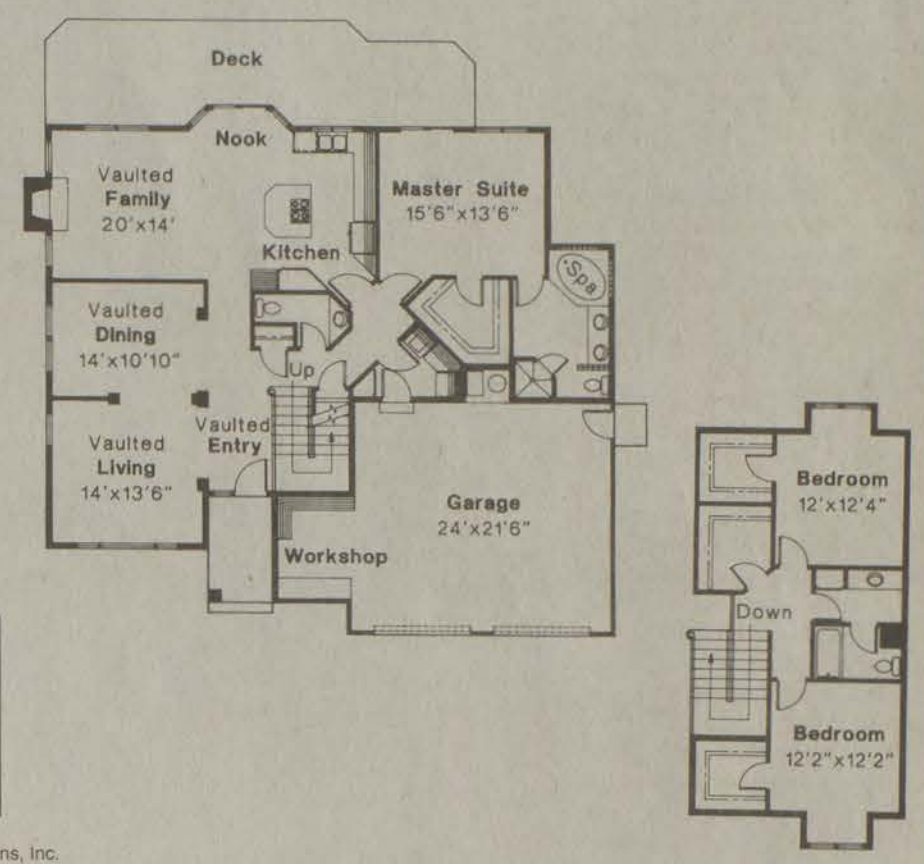 Deck
Nook
Vaulted
Family
20'x14'
Kitchen
Master Suite
15'6"x13'6"
Spa
Vaulted
Dining
14'x10'10"
Up
Vaulted
Entry
Vaulted
Living
14'x13'6"
Garage
24'x21'6"
Workshop
Bedroom
12'x12'4"
Down
Bedroom
12'2"x12'2"
ns, Inc.